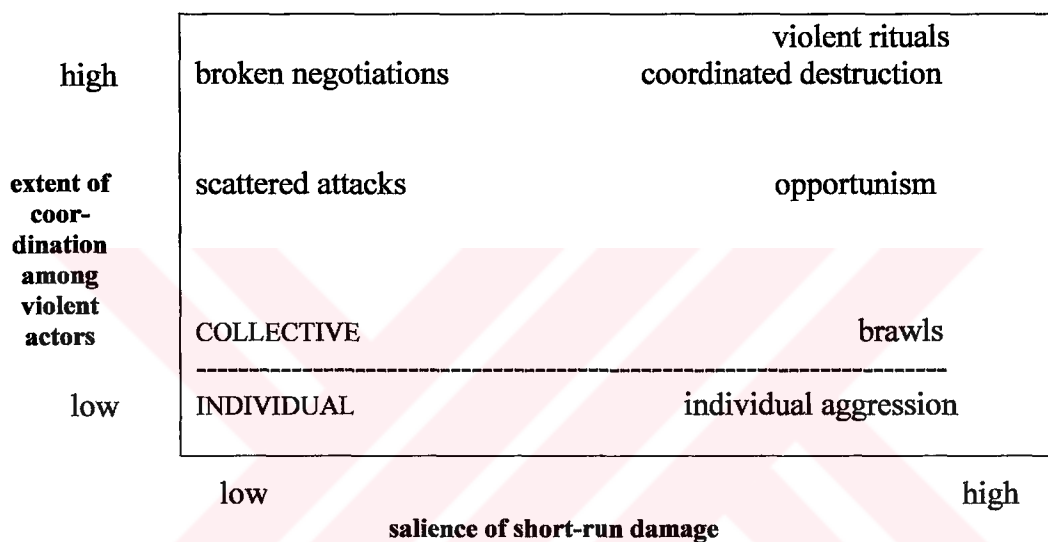 violent rituals
high broken negotiations coordinated destruction
extent of coor- dination among violent actors
scattered attacks opportunism
COLLECTIVE brawls
low INDIVIDUAL individual aggression
low high
salience of short-run damage